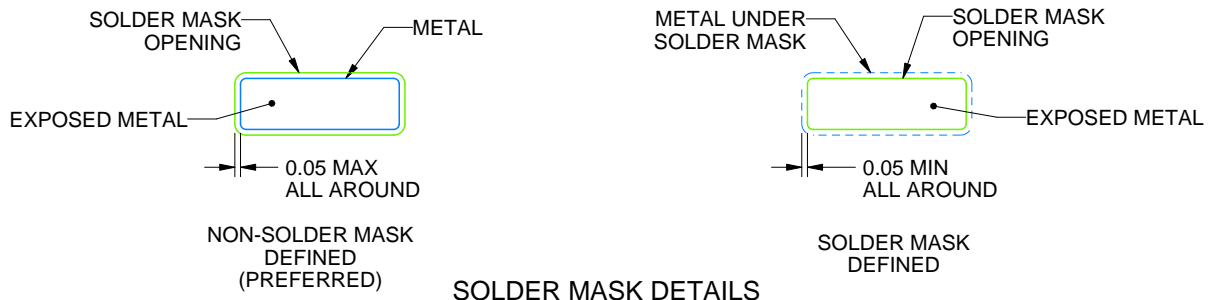 SOLDER MASK
OPENING
METAL
EXPOSED METAL
0.05 MAX
ALL AROUND
NON-SOLDER MASK
DEFINED
(PREFERRED)
METAL UNDER
SOLDER MASK
SOLDER MASK
OPENING
EXPOSED METAL
0.05 MIN
ALL AROUND
SOLDER MASK
DEFINED
SOLDER MASK DETAILS